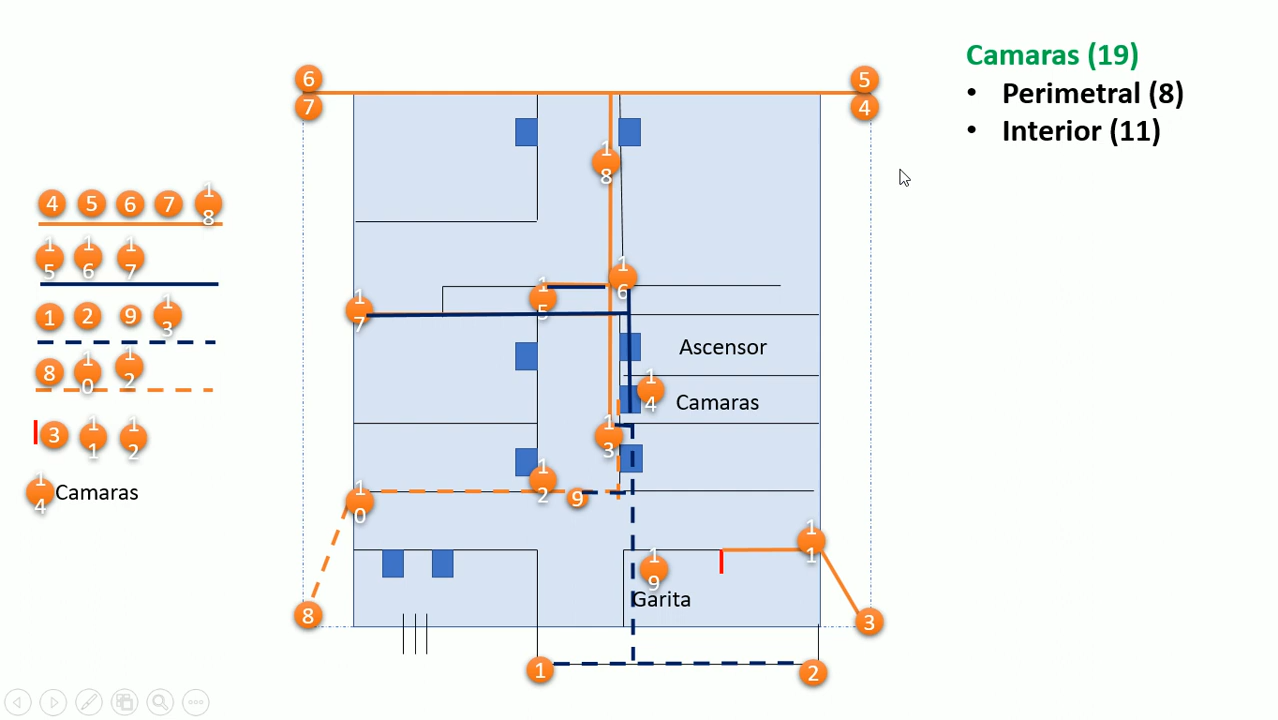 Camaras (19)
• Perimetral (8)
• Interior (11)
6
5
7
4
18
4 5 6 7 18
15 16 17
16
15
17
1 2 9 13
Ascensor
8 10 12
14
Camaras
3 11 12
13
12
14 Camaras
10
9
11
19
Garita
8
3
1
2